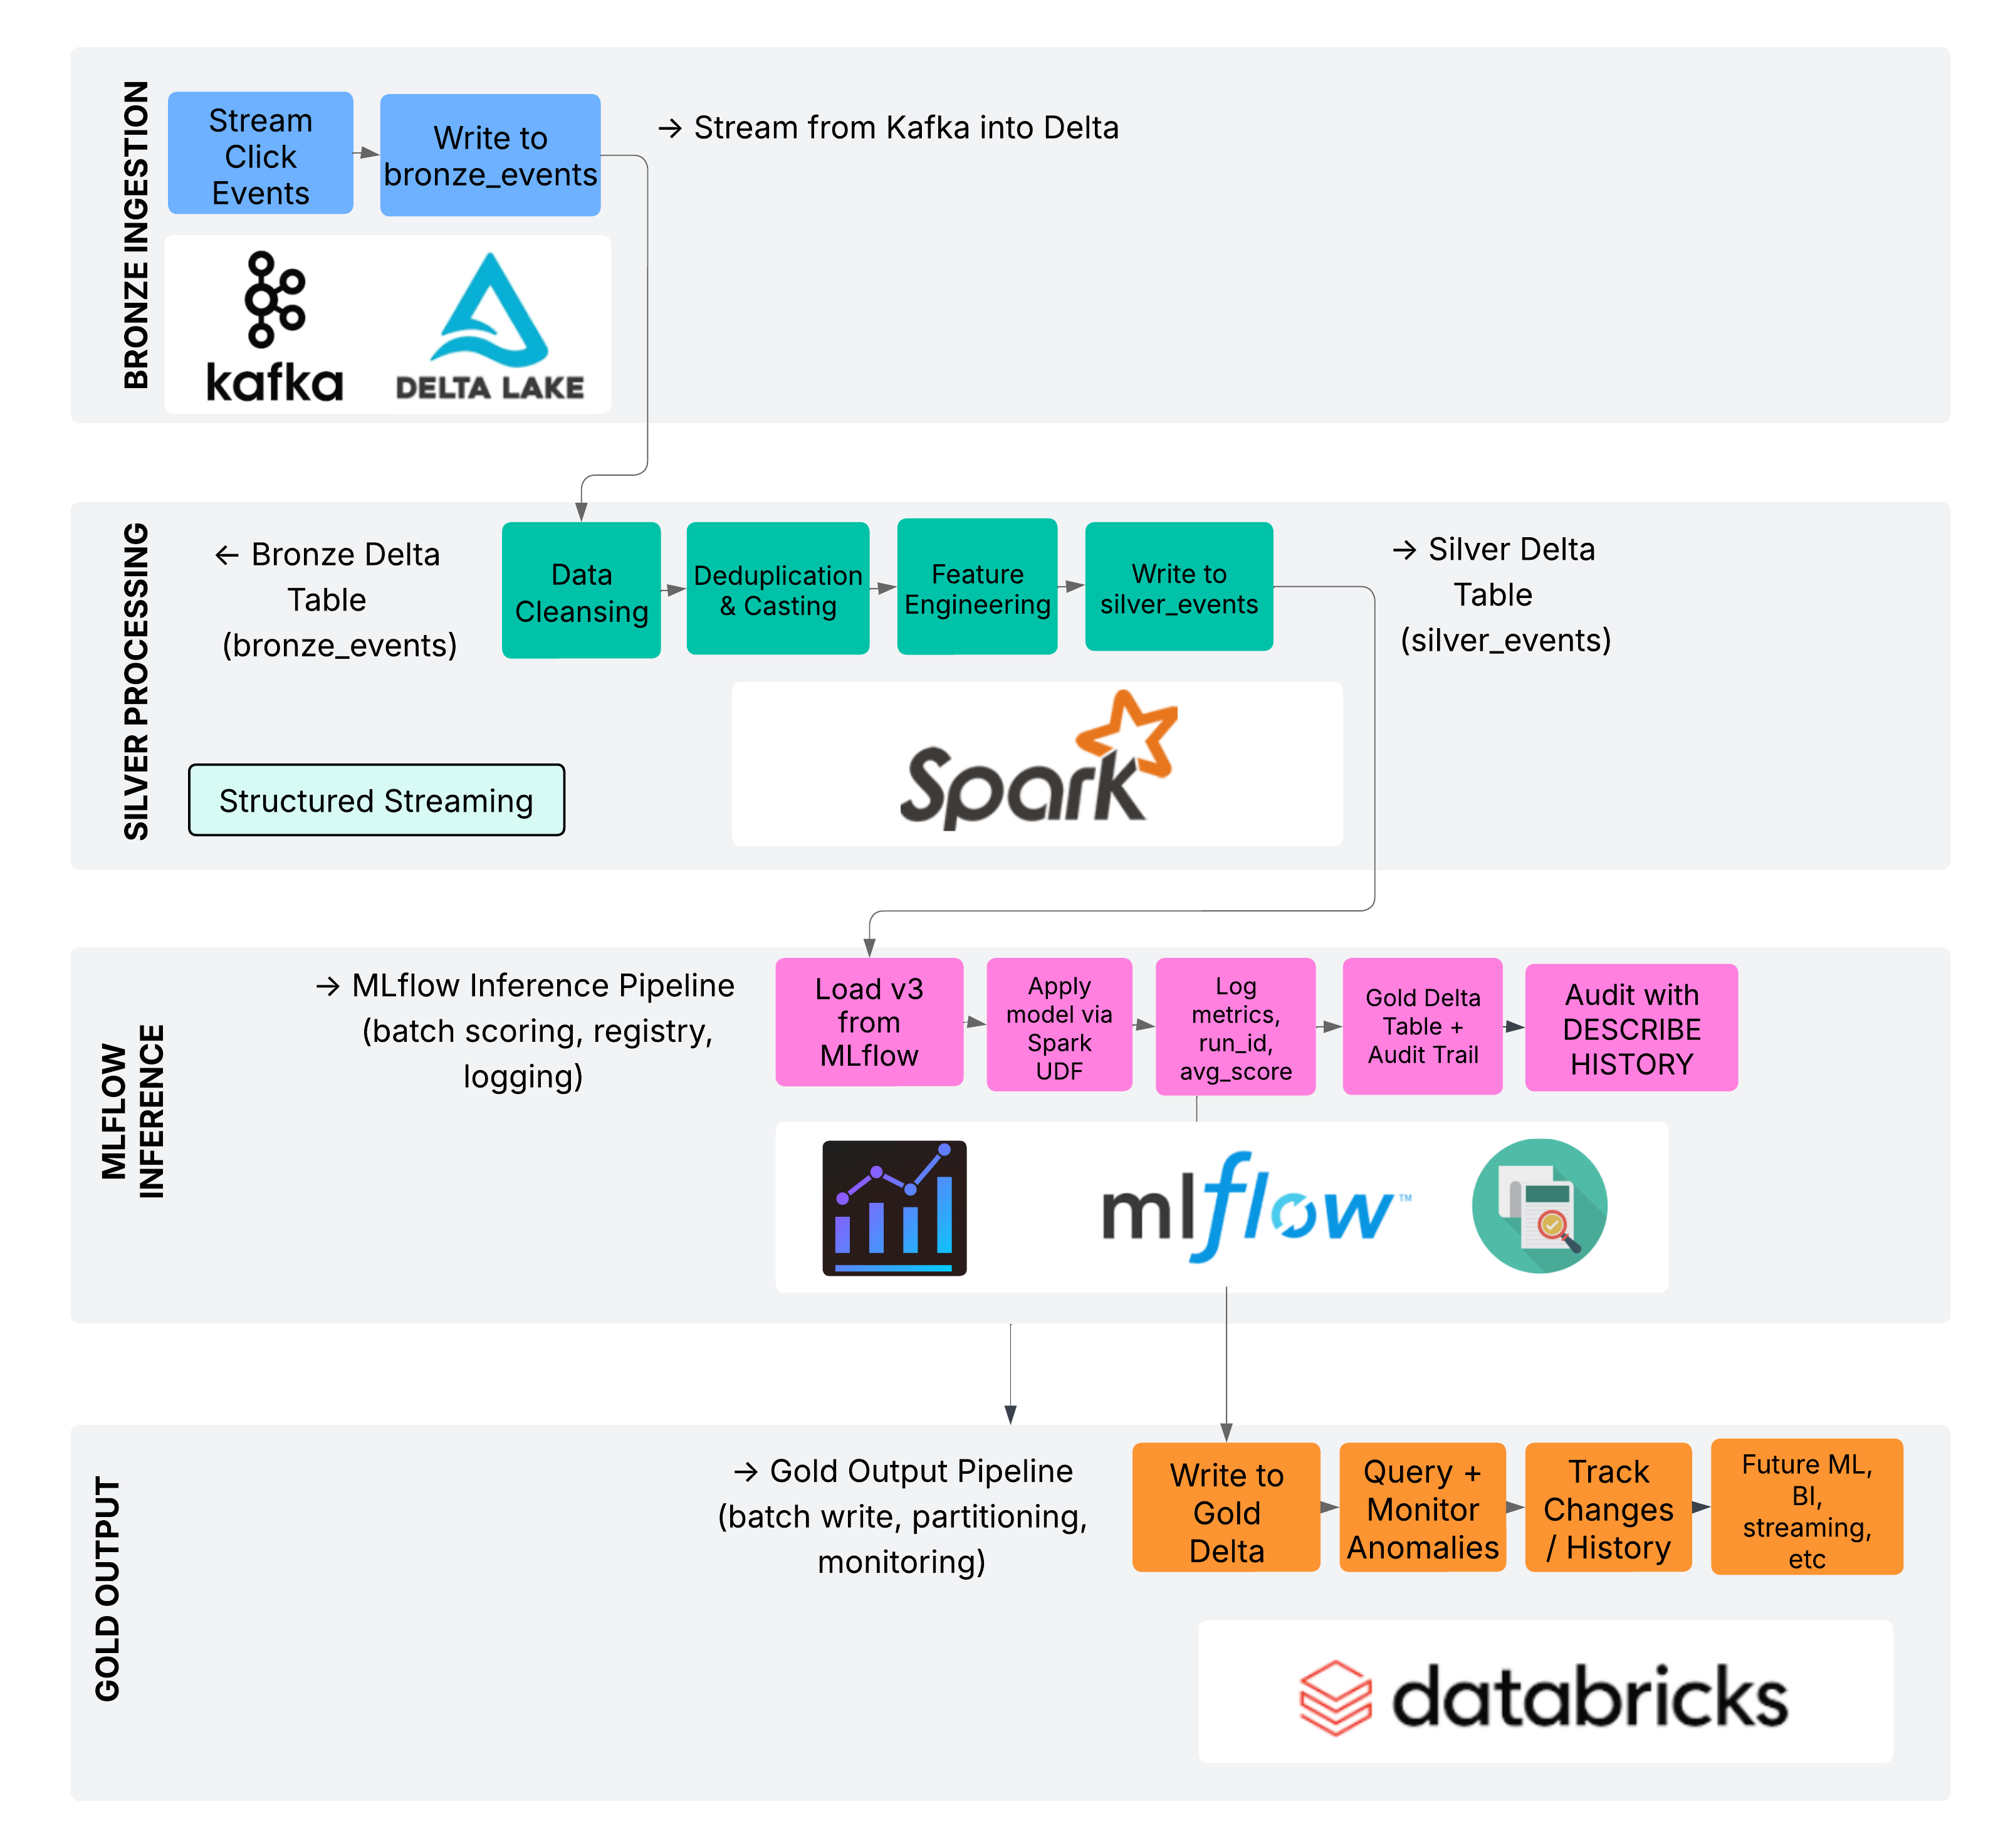 BRONZE INGESTION
Stream
Click
Events
Write to
bronze_events
→ Stream from Kafka into Delta
kafka
DELTA LAKE
SILVER PROCESSING
← Bronze Delta
Table
(bronze_events)
Data
Cleansing
Deduplication
& Casting
Feature
Engineering
Write to
silver_events
→ Silver Delta
Table
(silver_events)
Structured Streaming
Spark
MLFLOW
INFERENCE
→ MLflow Inference Pipeline
(batch scoring, registry,
logging)
Load v3
from
MLflow
Apply
model via
Spark
UDF
Log
metrics,
run_id,
avg_score
Gold Delta
Table +
Audit Trail
Audit with
DESCRIBE
HISTORY
mlflow™
GOLD OUTPUT
→ Gold Output Pipeline
(batch write, partitioning,
monitoring)
Write to
Gold
Delta
Query +
Monitor
Anomalies
Track
Changes
/ History
Future ML,
BI,
streaming,
etc
databricks